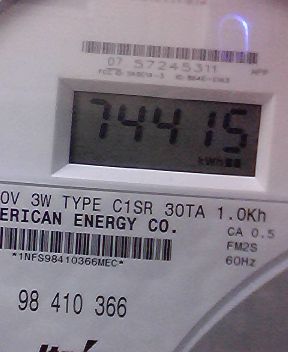 07 57245311
74415
kWh
0V 3W TYPE C1SR 30TA 1.0Kh
ERICAN ENERGY CO.
CA 0.5
FM2S
60Hz
*1NFS98410366MEC*
98 410 366